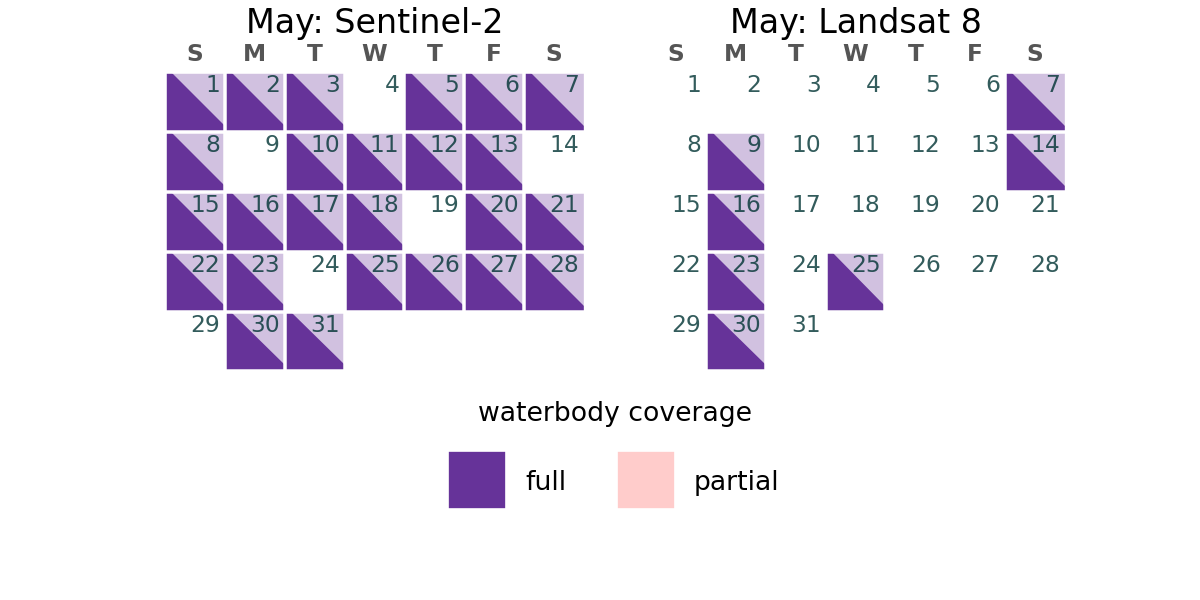 May: Sentinel-2
S M T W T F S
1 2 3 4 5 6 7
8 9 10 11 12 13 14
15 16 17 18 19 20 21
22 23 24 25 26 27 28
29 30 31
May: Landsat 8
S M T W T F S
1 2 3 4 5 6 7
8 9 10 11 12 13 14
15 16 17 18 19 20 21
22 23 24 25 26 27 28
29 30 31
waterbody coverage
full partial